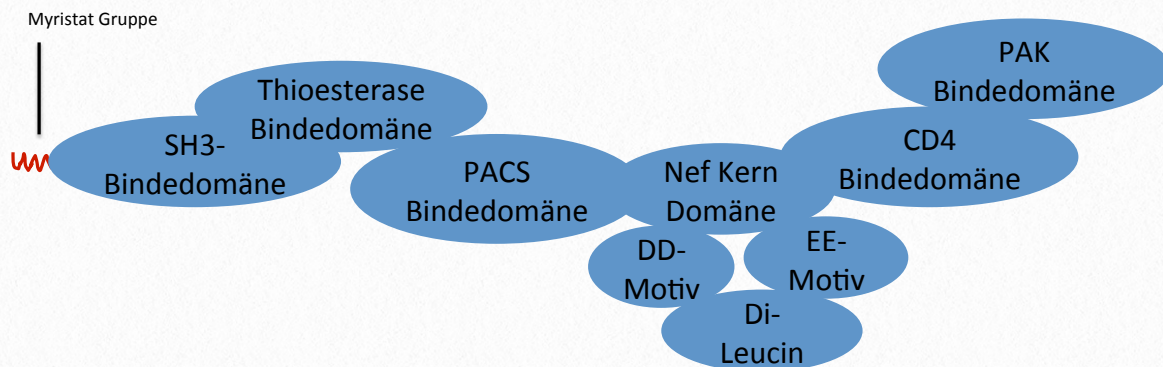 Myristat Gruppe
SH3-
Bindedomäne
Thioesterase
Bindedomäne
PACS
Bindedomäne
Nef Kern
Domäne
DD-
Motiv
EE-
Motiv
Di-
Leucin
CD4
Bindedomäne
PAK
Bindedomäne